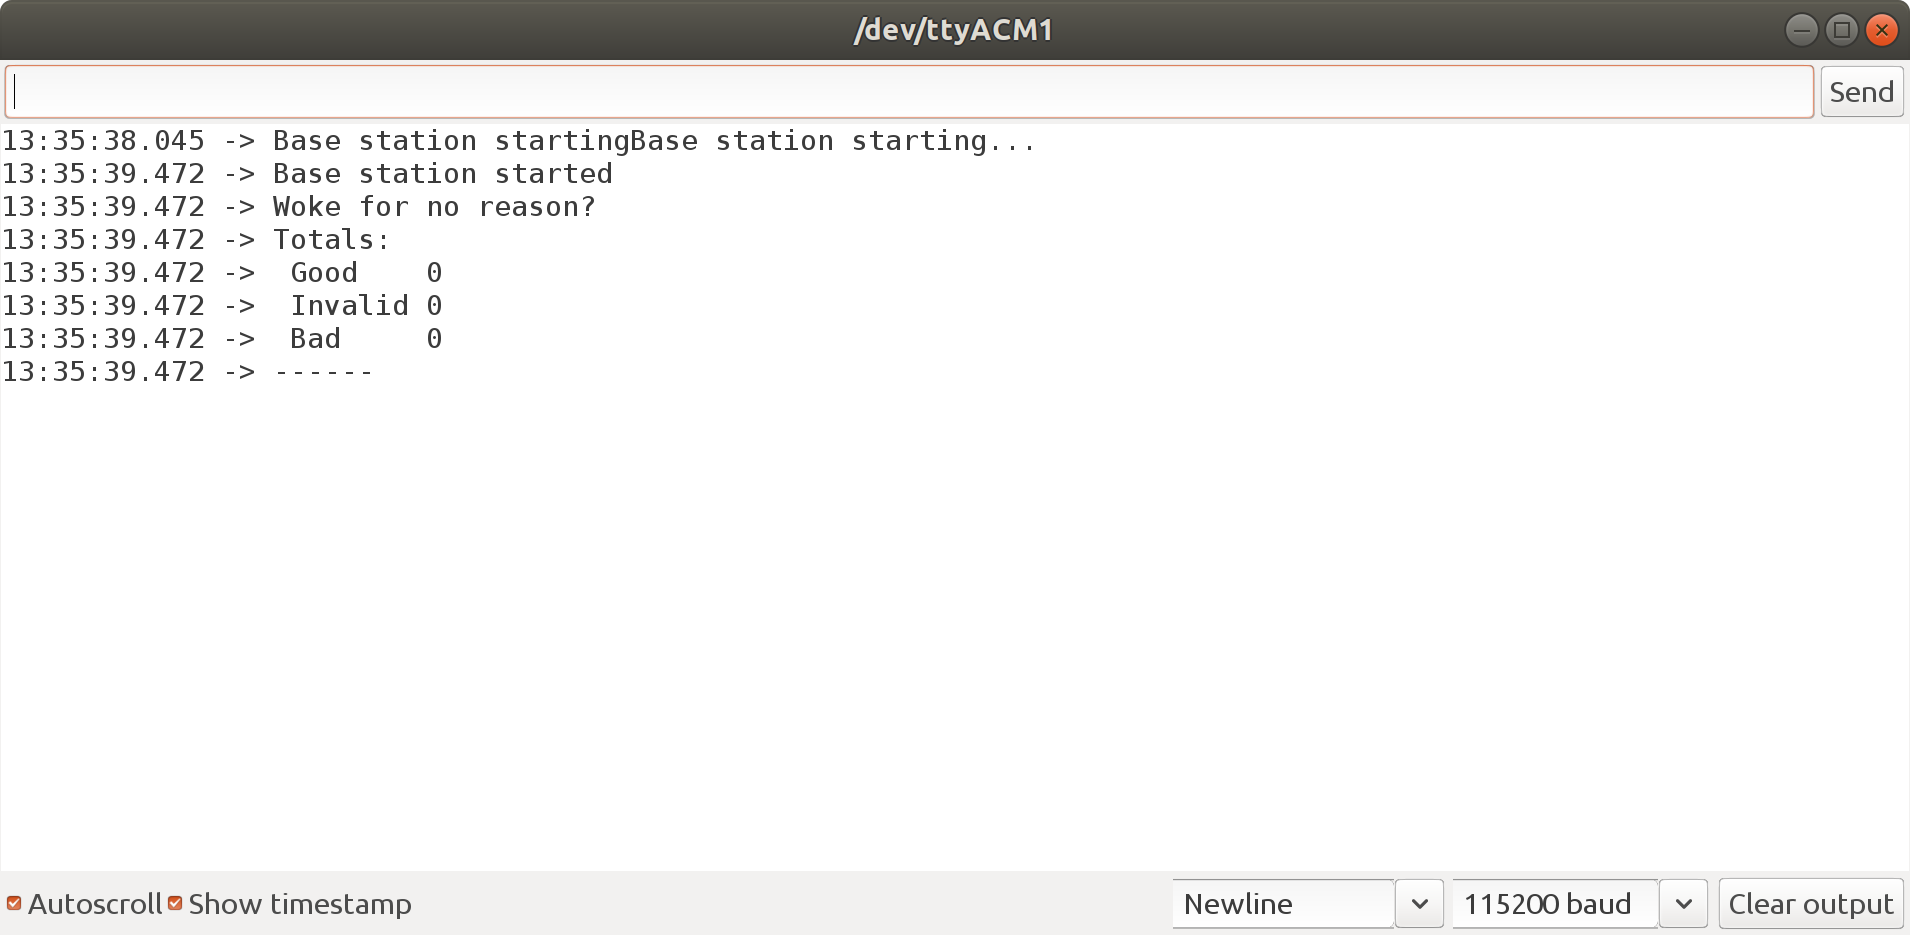 /dev/ttyACM1
Send
13:35:38.045 -> Base station startingBase station starting...
13:35:39.472 -> Base station started
13:35:39.472 -> Woke for no reason?
13:35:39.472 -> Totals:
13:35:39.472 ->  Good    0
13:35:39.472 ->  Invalid 0
13:35:39.472 ->  Bad     0
13:35:39.472 -> ------
Autoscroll Show timestamp Newline 115200 baud Clear output